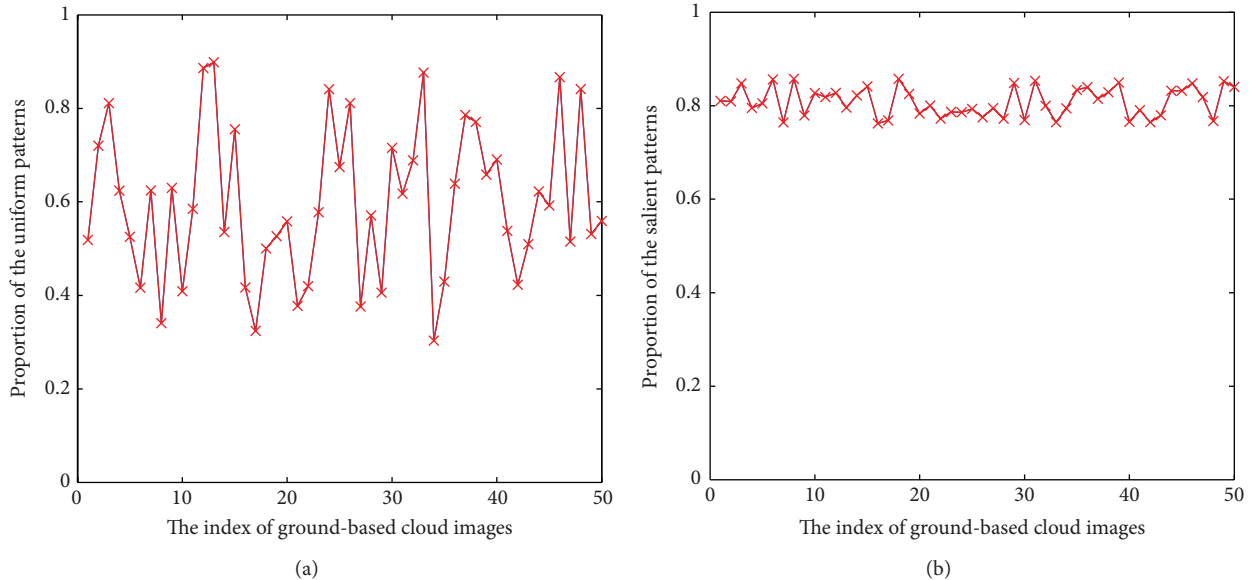 Proportion of the uniform patterns
1
0.8
0.6
0.4
0.2
0
0 10 20 30 40 50
The index of ground-based cloud images
(a)
Proportion of the salient patterns
1
0.8
0.6
0.4
0.2
0
0 10 20 30 40 50
The index of ground-based cloud images
(b)